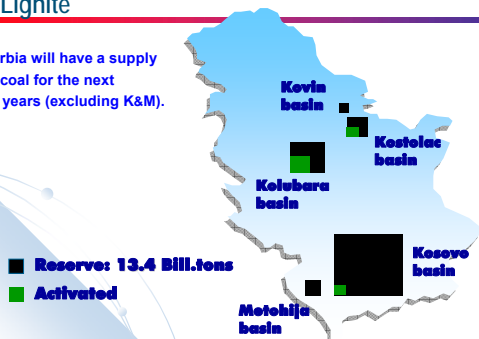 Lignite
rbia will have a supply
coal for the next
years (excluding K&M).
Kovin
basin
Kostolac
basin
Kolubara
basin
Kosovo
basin
Metohija
basin
Reserve: 13.4 Bill.tons
Activated